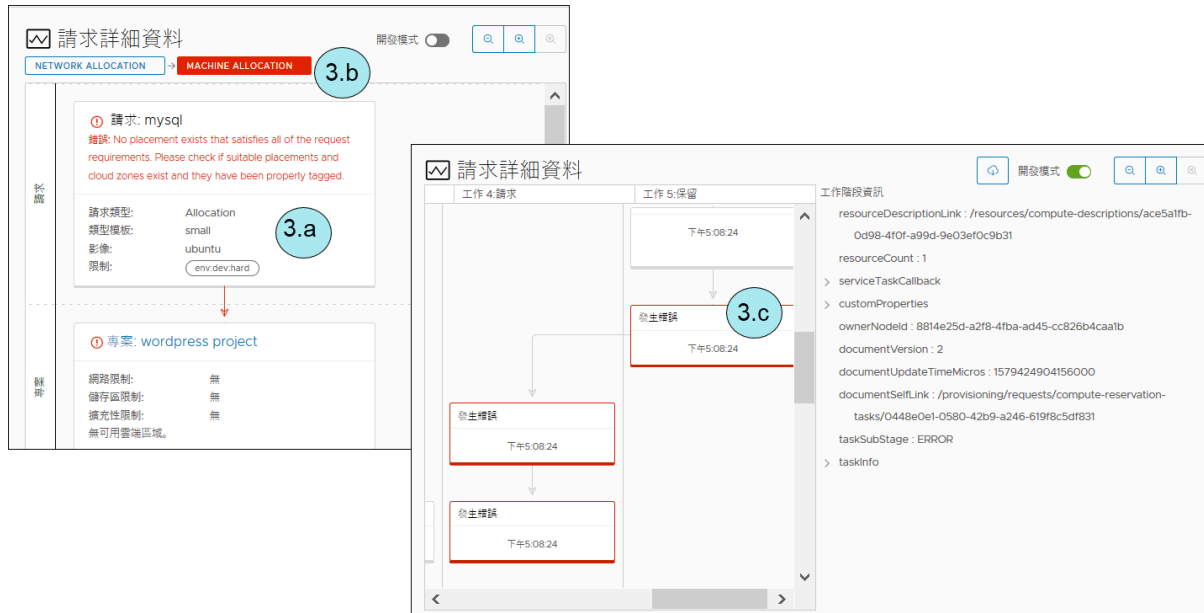 請求詳細資料
開發模式
NETWORK ALLOCATION
MACHINE ALLOCATION
3.b
請求
請求: mysql
錯誤: No placement exists that satisfies all of the request
requirements. Please check if suitable placements and
cloud zones exist and they have been properly tagged.
請求類型: Allocation
類型模板: small
影像: ubuntu
限制: env:dev:hard
3.a
專案
專案: wordpress project
網路限制: 無
儲存區限制: 無
擴充性限制: 無
無可用雲端區域。
請求詳細資料
開發模式
工作 4:請求
工作 5:保留
下午5:08:24
發生錯誤
下午5:08:24
3.c
發生錯誤
下午5:08:24
發生錯誤
下午5:08:24
工作階段資訊
resourceDescriptionLink : /resources/compute-descriptions/ace5a1fb-
0d98-4f0f-a99d-9e03ef0c9b31
resourceCount : 1
serviceTaskCallback
customProperties
ownerNodeId : 8814e25d-a2f8-4fba-ad45-cc826b4caa1b
documentVersion : 2
documentUpdateTimeMicros : 1579424904156000
documentSelfLink : /provisioning/requests/compute-reservation-
tasks/0448e0e1-0580-42b9-a246-619f8c5df831
taskSubStage : ERROR
taskInfo